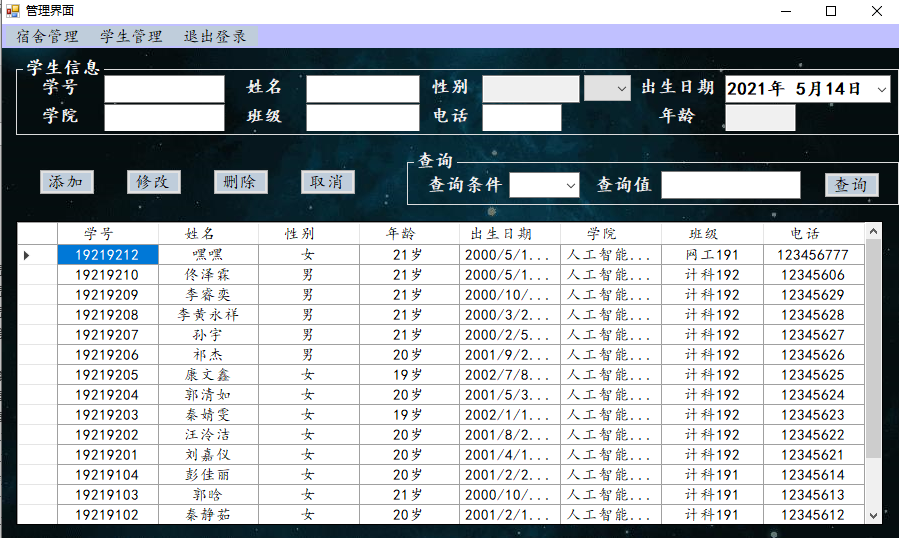 管理界面
宿舍管理 学生管理 退出登录
学生信息
学号 姓名 性别 出生日期 2021年 5月14日
学院 班级 电话 年龄
添加 修改 删除 取消
查询
查询条件 查询值 查询
学号 姓名 性别 年龄 出生日期 学院 班级 电话
19219212 嘿嘿 女 21岁 2000/5/1... 人工智能... 网工191 123456777
19219210 佟泽霖 男 21岁 2000/5/1... 人工智能... 计科192 12345606
19219209 李睿奕 男 21岁 2000/10/... 人工智能... 计科192 12345629
19219208 李黄永祥 男 21岁 2000/3/2... 人工智能... 计科192 12345628
19219207 孙宇 男 21岁 2000/2/5... 人工智能... 计科192 12345627
19219206 祁杰 男 20岁 2001/9/2... 人工智能... 计科192 12345626
19219205 康文鑫 女 19岁 2002/7/8... 人工智能... 计科192 12345625
19219204 郭清如 女 20岁 2001/5/3... 人工智能... 计科192 12345624
19219203 秦婧雯 女 19岁 2002/1/1... 人工智能... 计科192 12345623
19219202 汪泠洁 女 20岁 2001/8/2... 人工智能... 计科192 12345622
19219201 刘嘉仪 女 20岁 2001/4/1... 人工智能... 计科192 12345621
19219104 彭佳丽 女 20岁 2001/2/2... 人工智能... 计科191 12345614
19219103 郭晗 女 21岁 2000/10/... 人工智能... 计科191 12345613
19219102 秦静茹 女 20岁 2001/2/1... 人工智能... 计科191 12345612